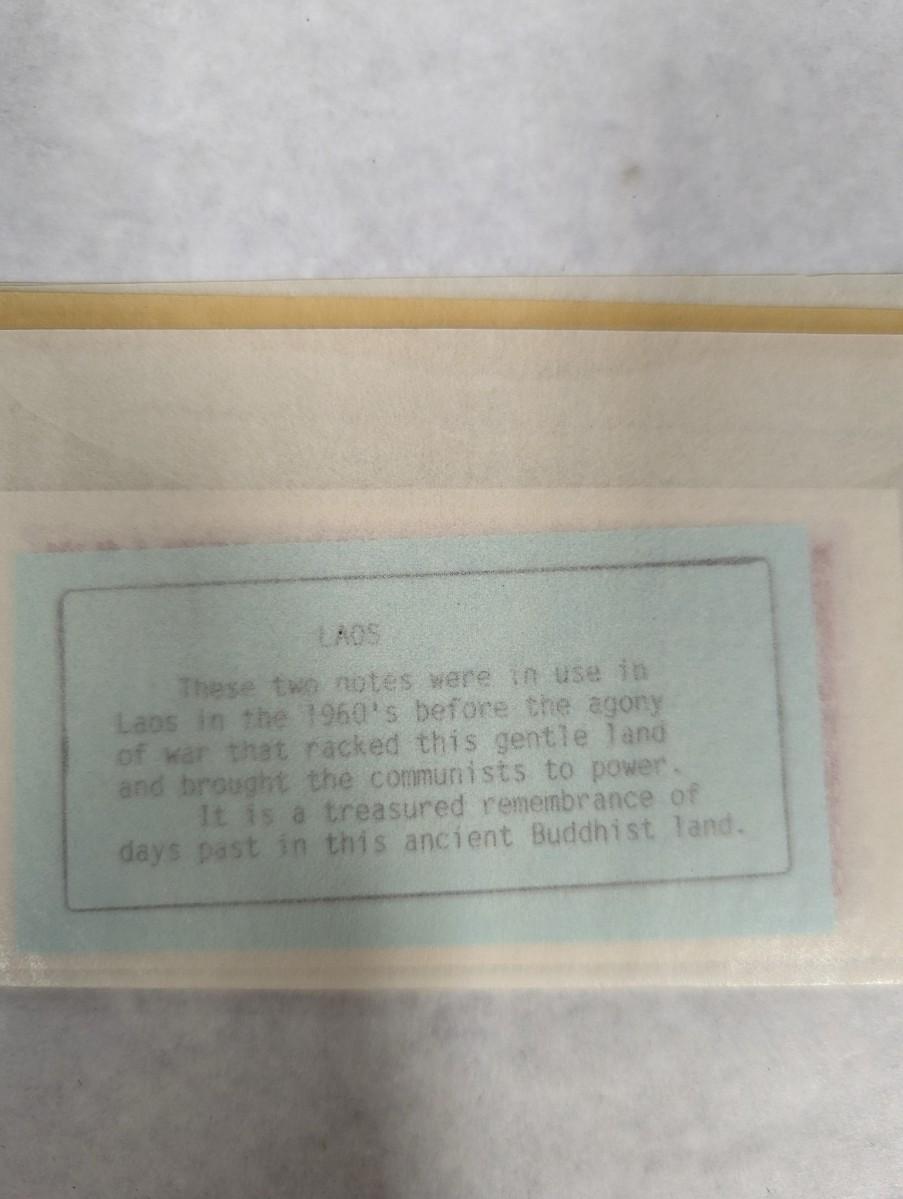 LAOS
These two notes were in use in
Laos in the 1960's before the agony
of war that racked this gentle land
and brought the communists to power.
It is a treasured remembrance of
days past in this ancient Buddhist land.